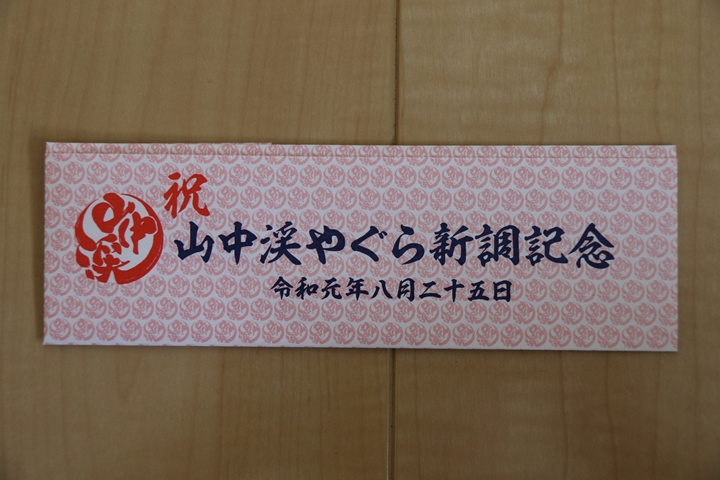 山中渓
祝
山中渓やぐら新調記念
令和元年八月二十五日